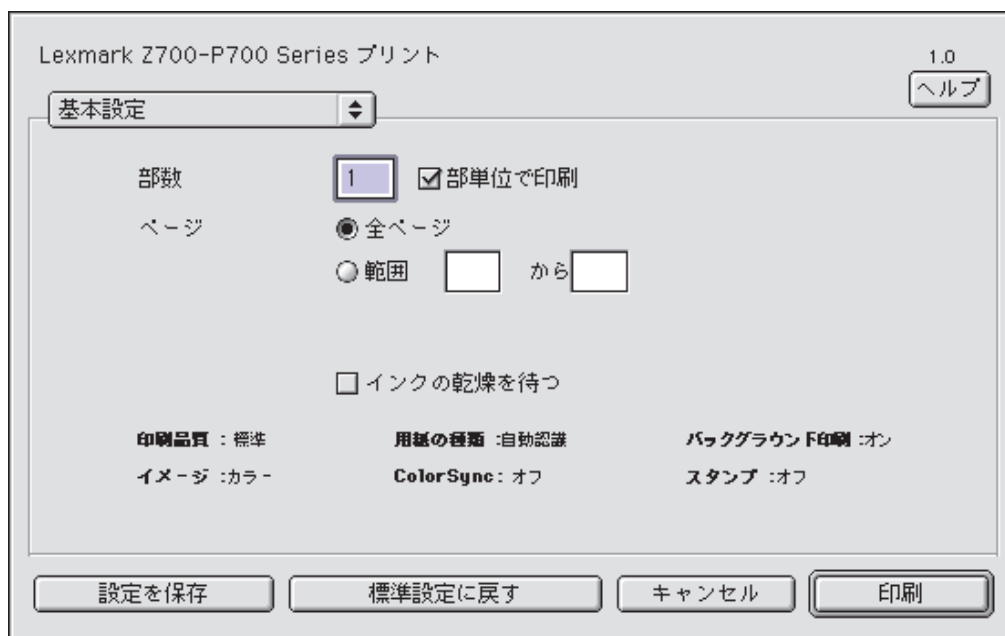 Lexmark Z700-P700 Series プリント
1.0
ヘルプ
基本設定
部数 1 部単位で印刷
ページ 全ページ
範囲 から
インクの乾燥を待つ
印刷品質 : 標準 用紙の種類 :自動認識 バックグラウンド印刷 :オン
イメージ :カラー ColorSync : オフ スタンプ :オフ
設定を保存 標準設定に戻す キャンセル 印刷